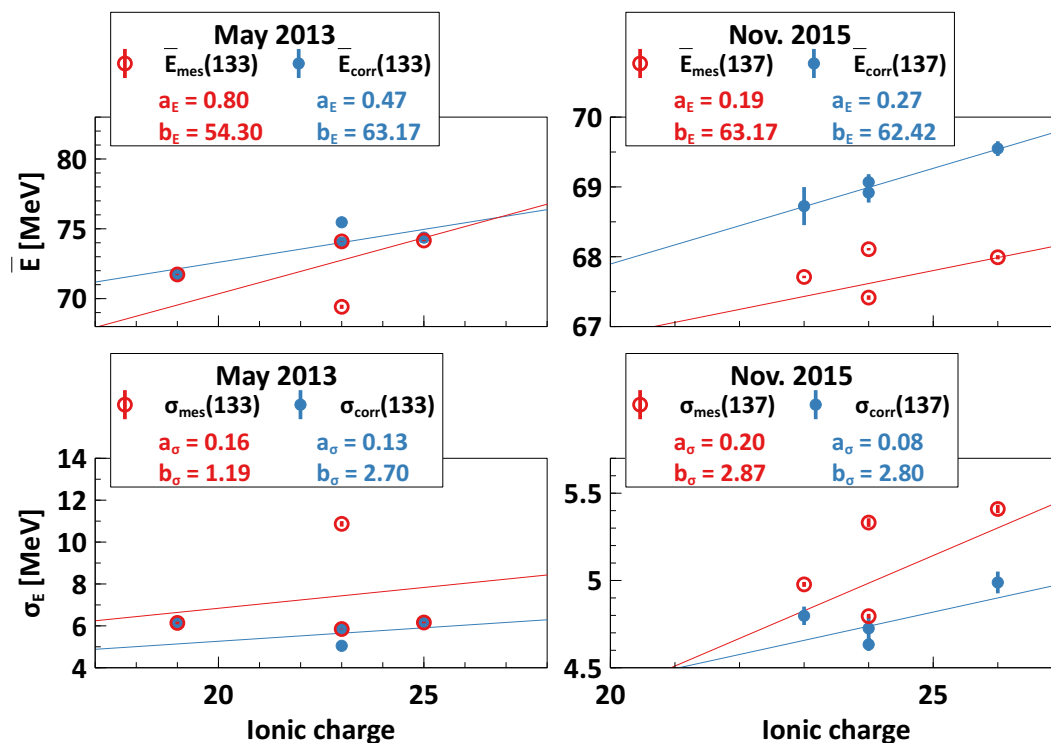 May 2013
E̅mes(133) E̅corr(133)
aE = 0.80 aE = 0.47
bE = 54.30 bE = 63.17
80
75
70
E̅ [MeV]
Nov. 2015
E̅mes(137) E̅corr(137)
aE = 0.19 aE = 0.27
bE = 63.17 bE = 62.42
70
69
68
67
May 2013
σmes(133) σcorr(133)
aσ = 0.16 aσ = 0.13
bσ = 1.19 bσ = 2.70
14
12
10
8
6
4
σE [MeV]
20 25
Ionic charge
Nov. 2015
σmes(137) σcorr(137)
aσ = 0.20 aσ = 0.08
bσ = 2.87 bσ = 2.80
5.5
5
4.5
20 25
Ionic charge